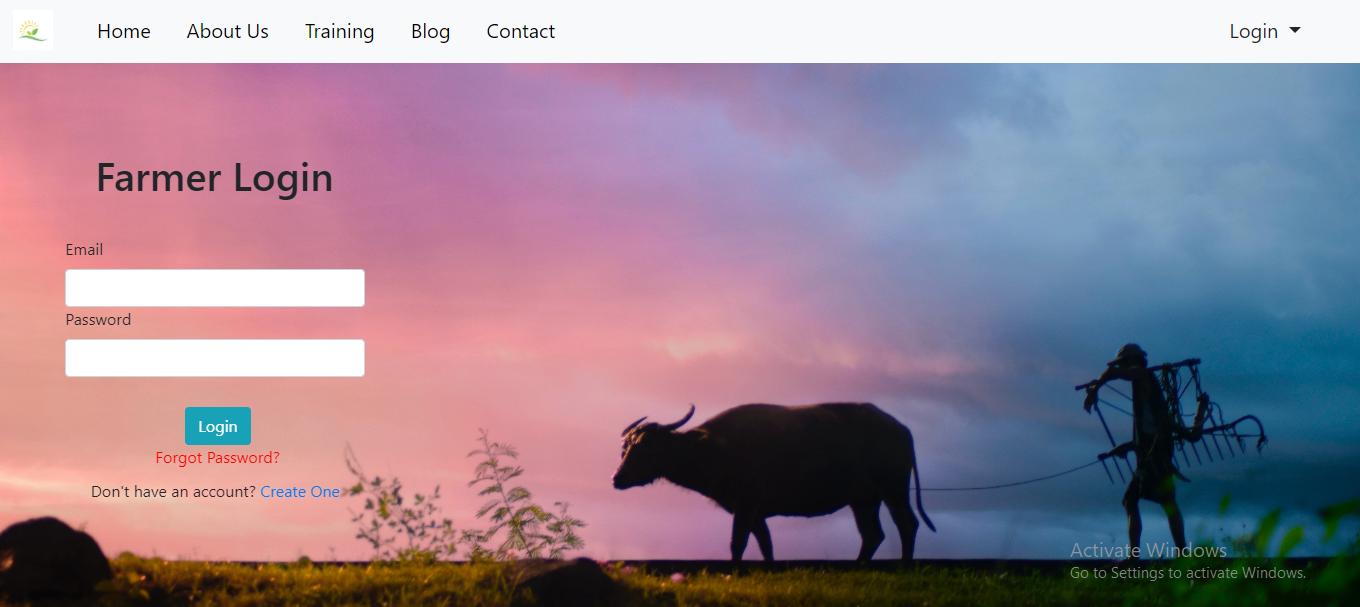 Home About Us Training Blog Contact Login
Farmer Login
Email
Password
Login
Forgot Password?
Don't have an account? Create One
Activate Windows
Go to Settings to activate Windows.